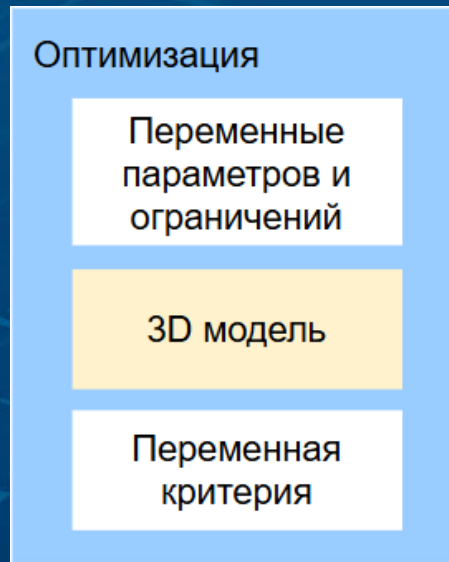 Оптимизация
Переменные
параметров и
ограничений
3D модель
Переменная
критерия